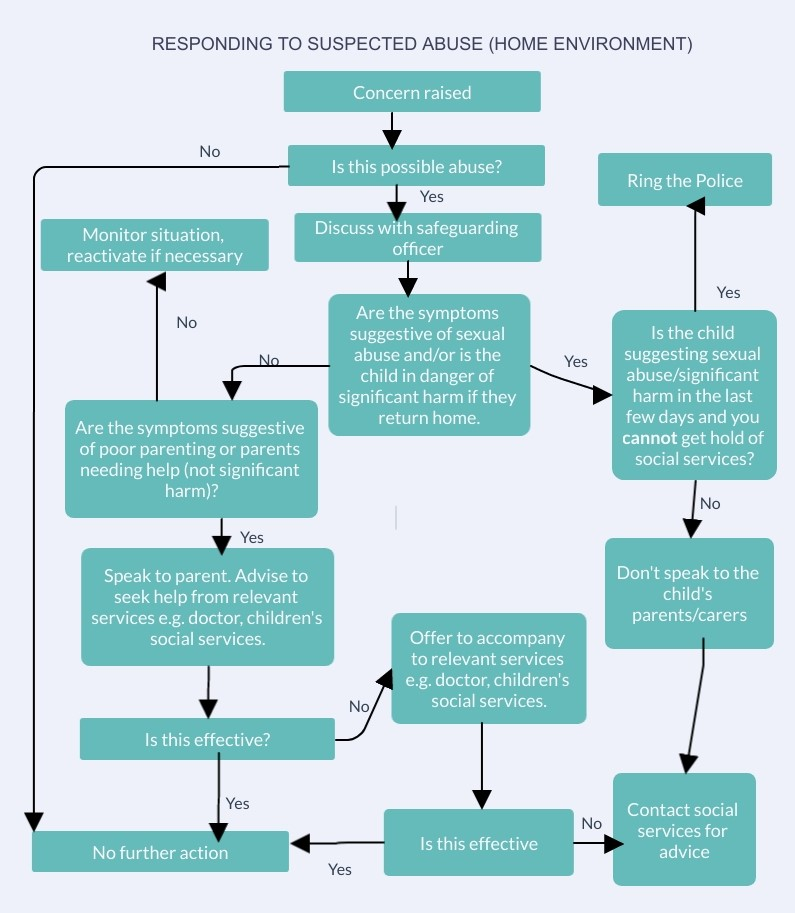 RESPONDING TO SUSPECTED ABUSE (HOME ENVIRONMENT)
Concern raised
No
Is this possible abuse?
Ring the Police
Yes
Discuss with safeguarding
officer
Monitor situation,
reactivate if necessary
Yes
No
Are the symptoms
suggestive of sexual
abuse and/or is the
child in danger of
significant harm if they
return home.
No
Yes
Is the child
suggesting sexual
abuse/significant
harm in the last
few days and you
cannot get hold of
social services?
Are the symptoms suggestive
of poor parenting or parents
needing help (not significant
harm)?
No
Yes
Speak to parent. Advise to
seek help from relevant
services e.g. doctor, children's
social services.
Don't speak to the
child's
parents/carers
Offer to accompany
to relevant services
e.g. doctor, children's
social services.
No
Is this effective?
Yes
Contact social
services for
advice
No
Is this effective
No further action
Yes